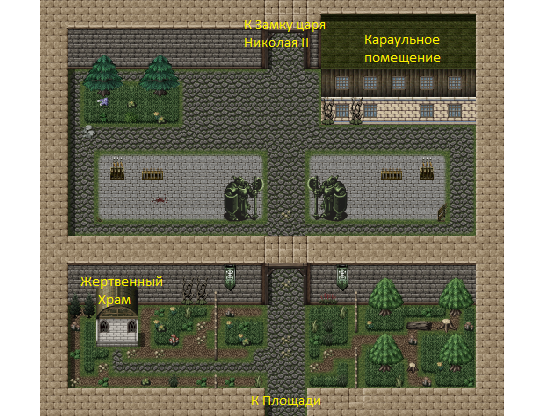 К Замку царя
Николая II
Караульное
помещение
Жертвенный
Храм
К Площади